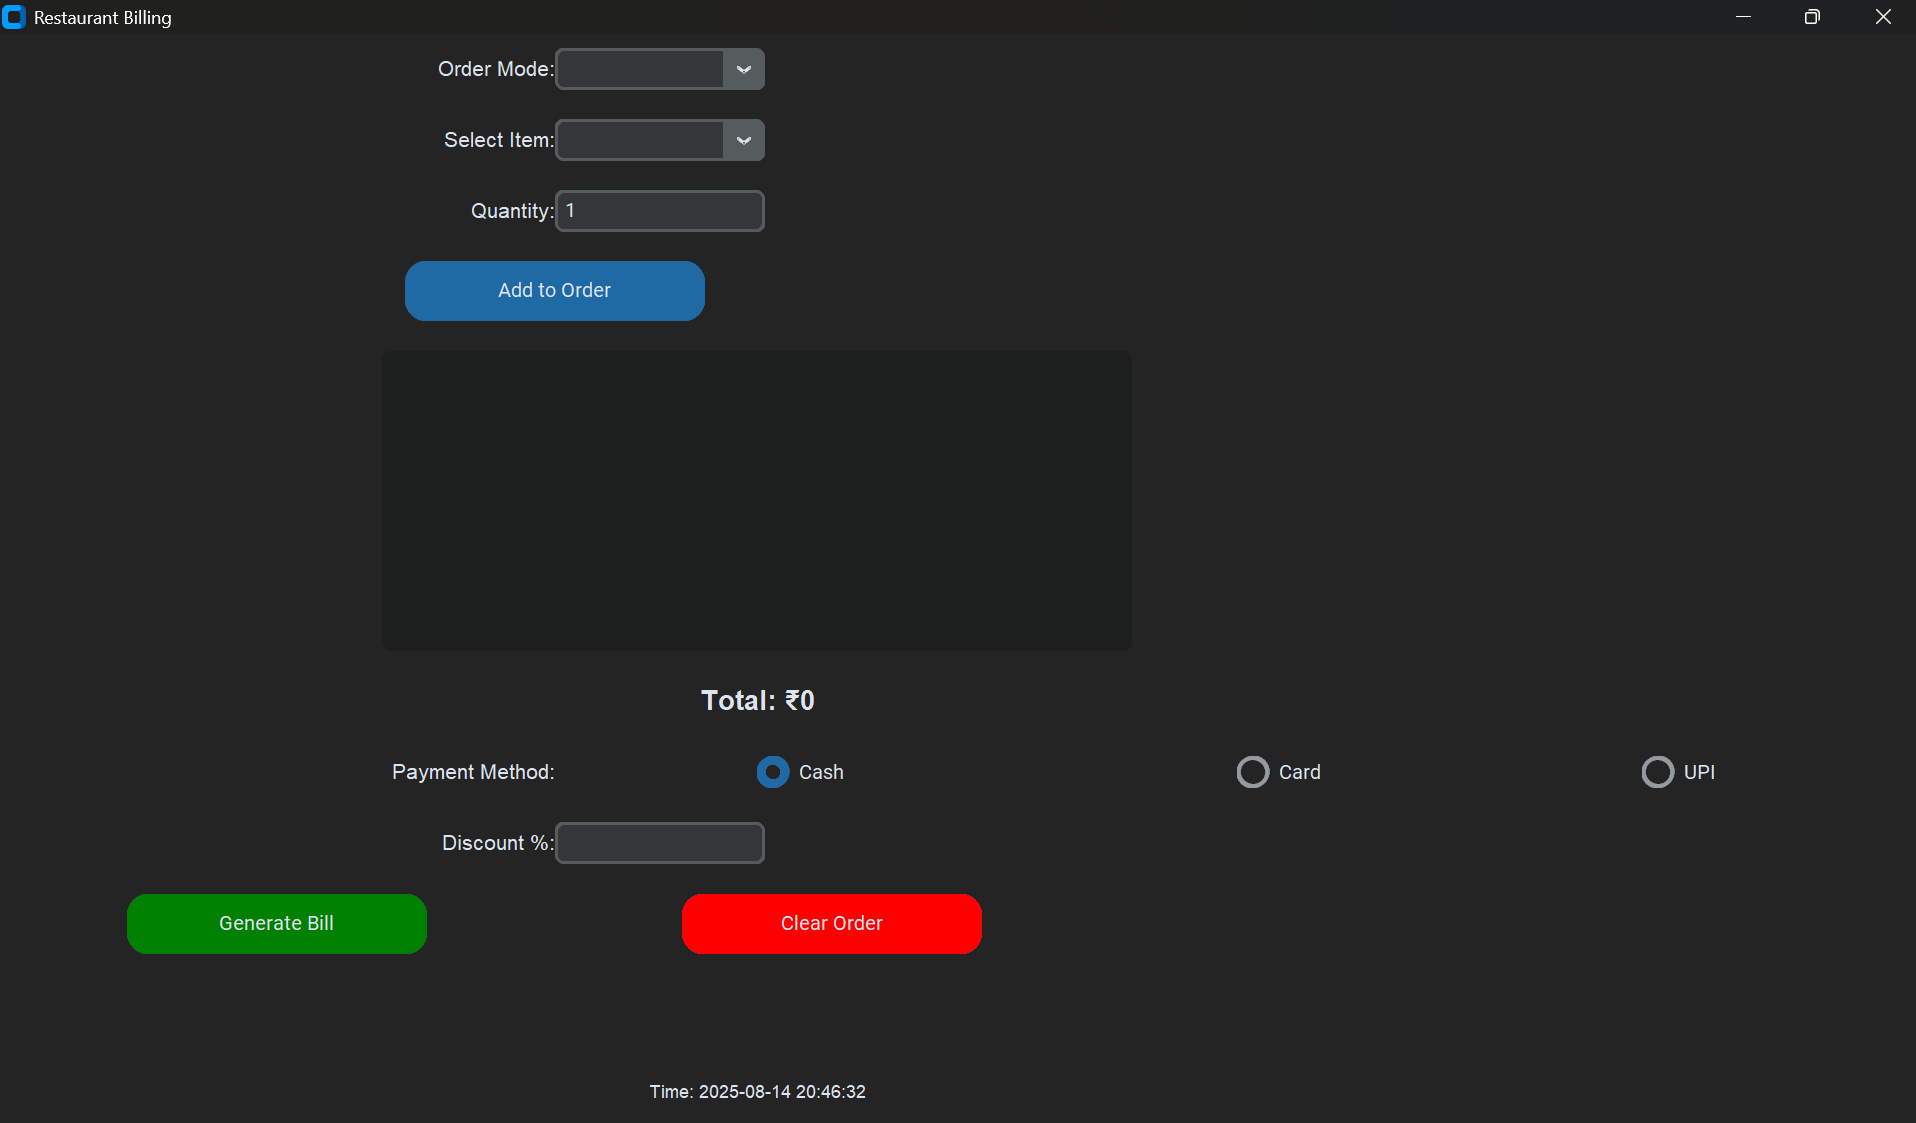 Restaurant Billing
Order Mode:
Select Item:
Quantity: 1
Add to Order
Total: ₹0
Payment Method: Cash Card UPI
Discount %:
Generate Bill Clear Order
Time: 2025-08-14 20:46:32